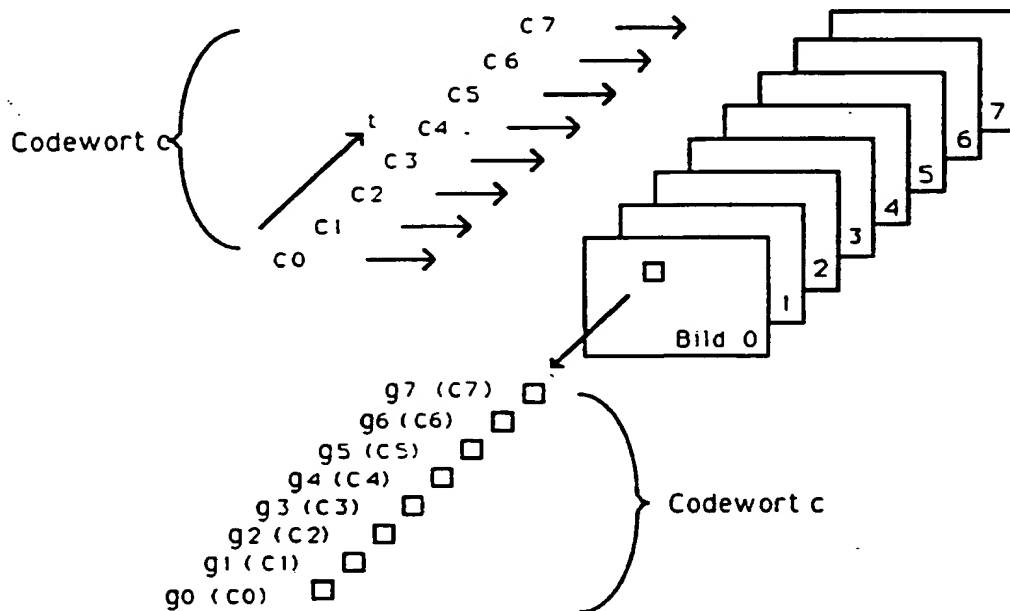 C7
C6
C5
Codewort c
t
C4
C3
C2
C1
C0
7
6
5
4
3
2
1
Bild 0
g7 (C7)
g6 (C6)
g5 (C5)
g4 (C4)
g3 (C3)
g2 (C2)
g1 (C1)
g0 (C0)
Codewort c